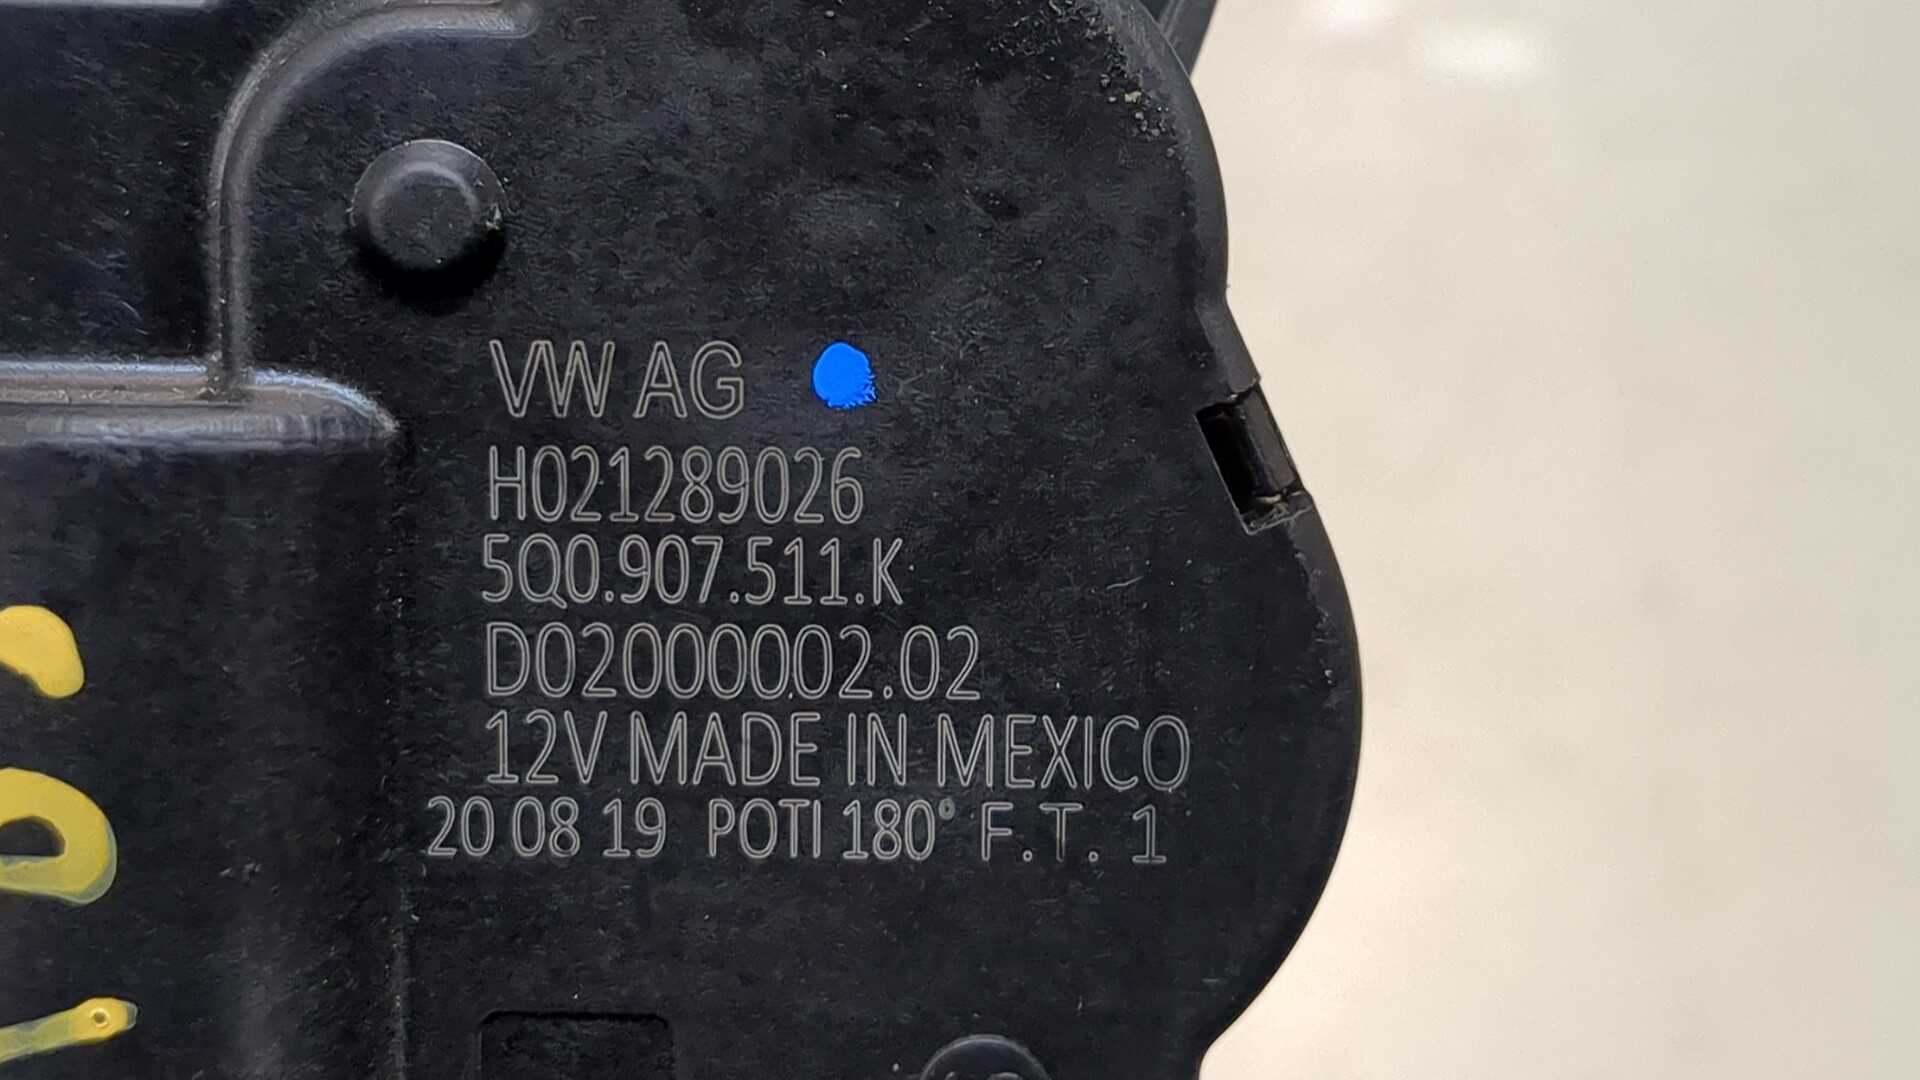 VW AG
H021289026
5Q0.907.511.K
D02000002.02
12V MADE IN MEXICO
20 08 19 POTI 180° F.T. 1